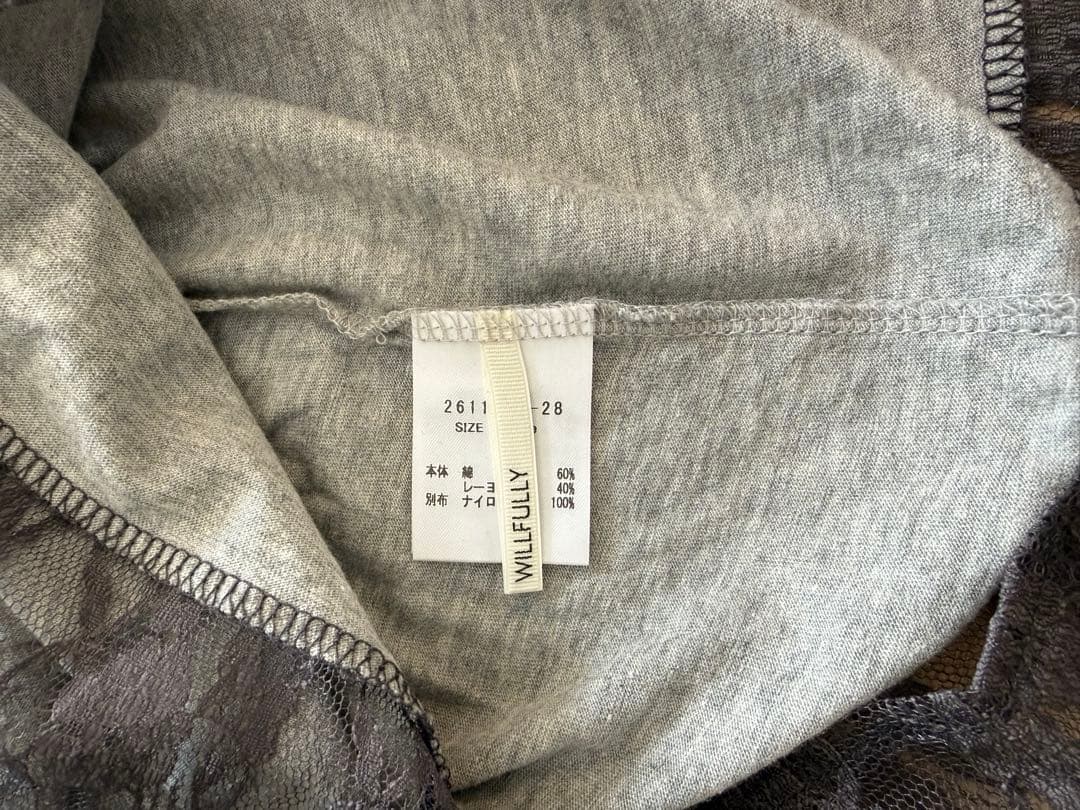 2611 -28
SIZE
本体 綿 60%
レーヨ 40%
別布 ナイロ 100%
WILLFULLY